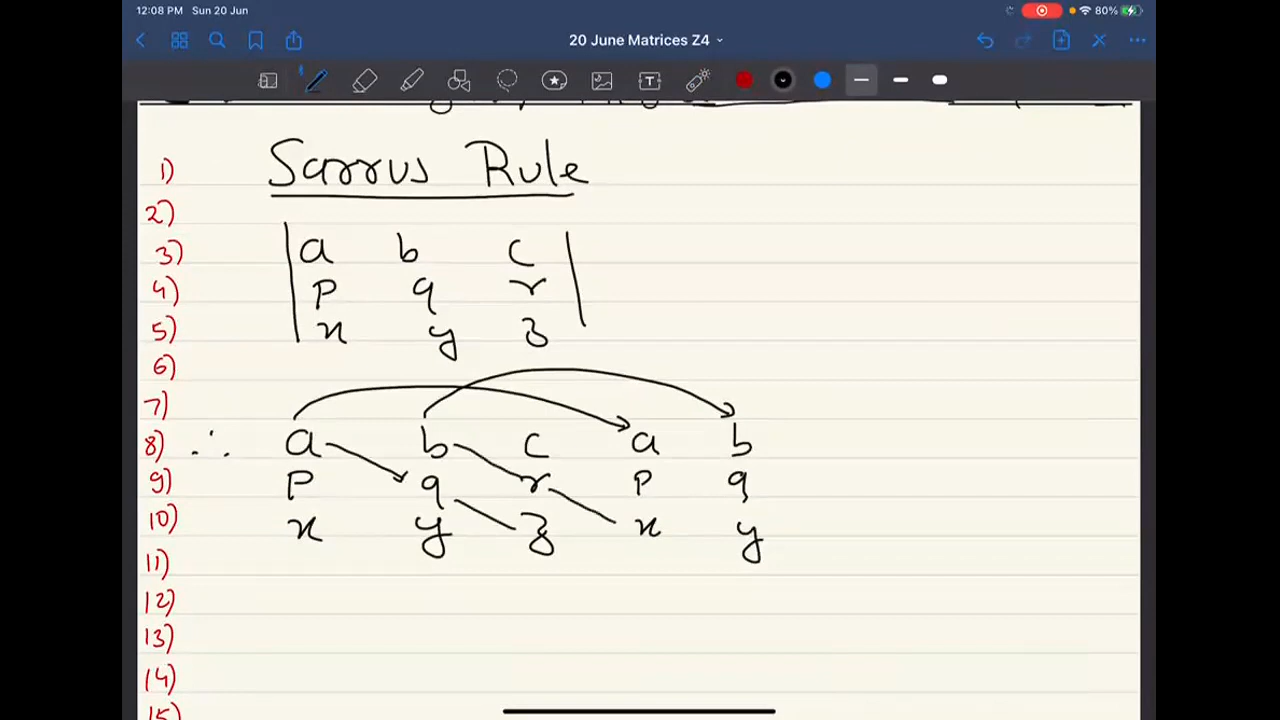 12:08 PM Sun 20 Jun 80%
20 June Matrices Z4
1) Sarrus Rule
2)
3) a b c
4) p q r
5) x y z
6)
7)
8) ∴ a b c a b
9) p q r p q
10) x y z x y
11)
12)
13)
14)
15)